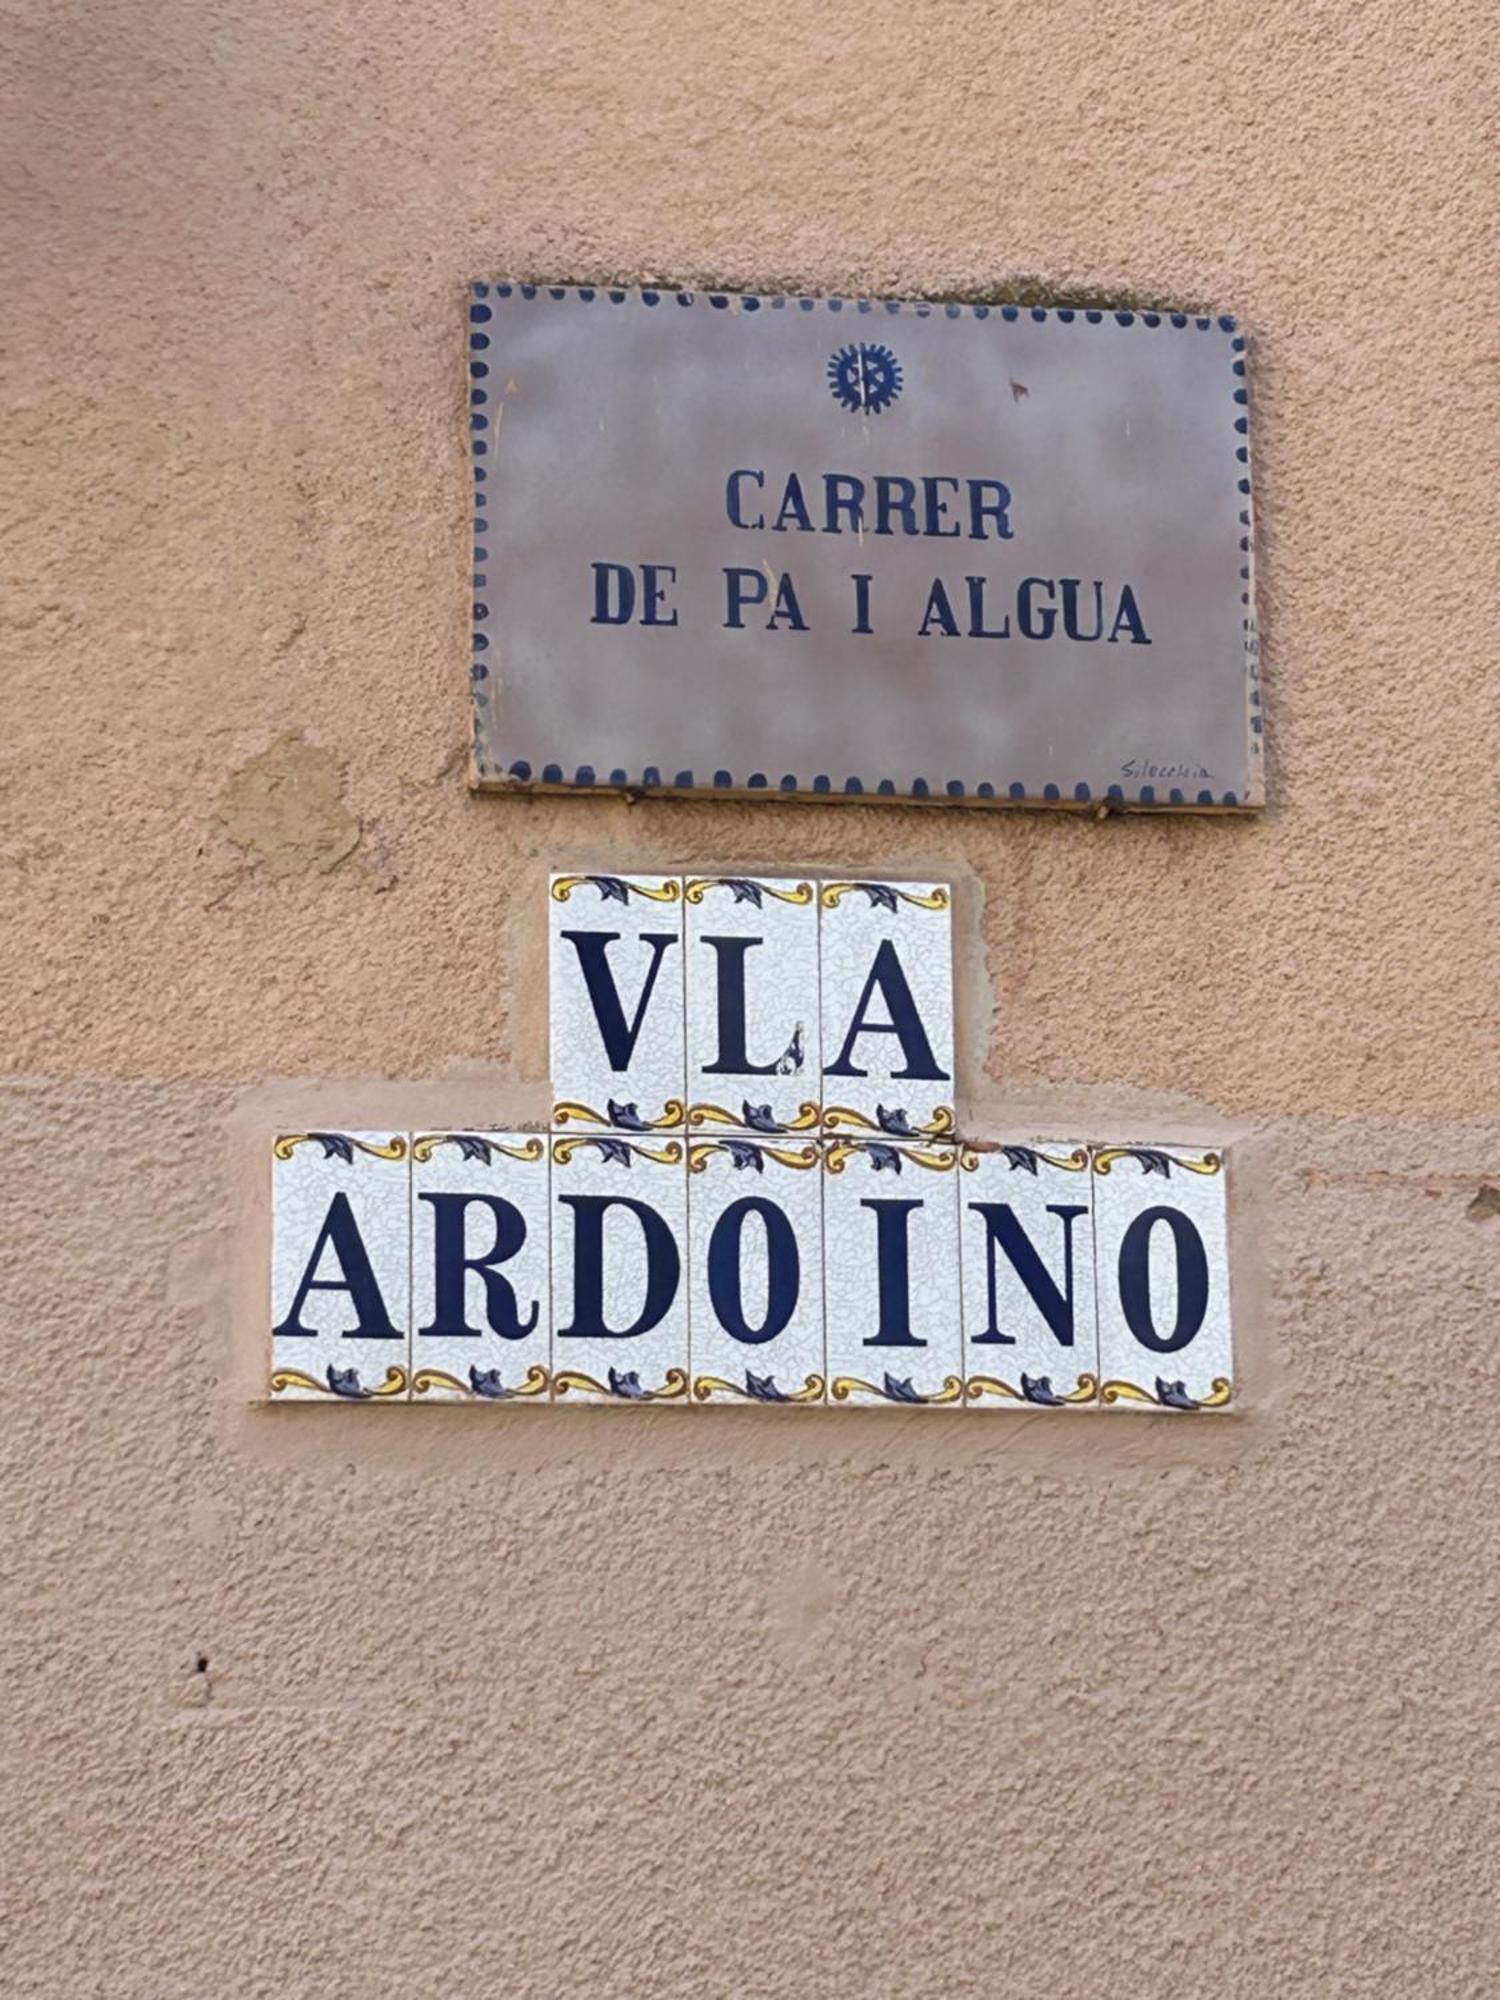 CARRER
DE PA I ALGUA
VLA
ARDOINO